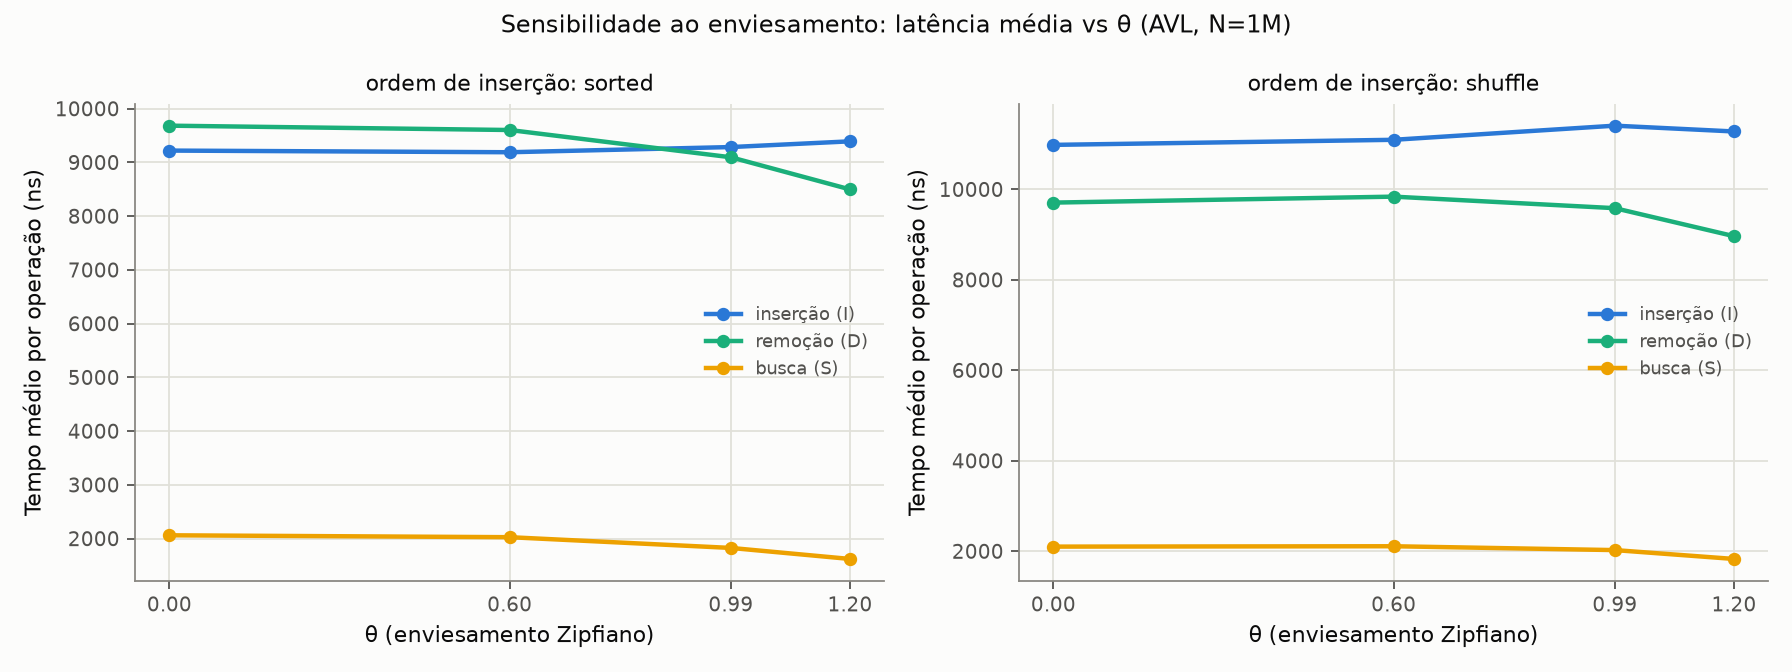 Sensibilidade ao enviesamento: latência média vs θ (AVL, N=1M)
ordem de inserção: sorted
Tempo médio por operação (ns)
10000
9000
8000
7000
6000
5000
4000
3000
2000
inserção (I)
remoção (D)
busca (S)
0.00
0.60
0.99
1.20
θ (enviesamento Zipfiano)
ordem de inserção: shuffle
Tempo médio por operação (ns)
10000
8000
6000
4000
2000
inserção (I)
remoção (D)
busca (S)
0.00
0.60
0.99
1.20
θ (enviesamento Zipfiano)